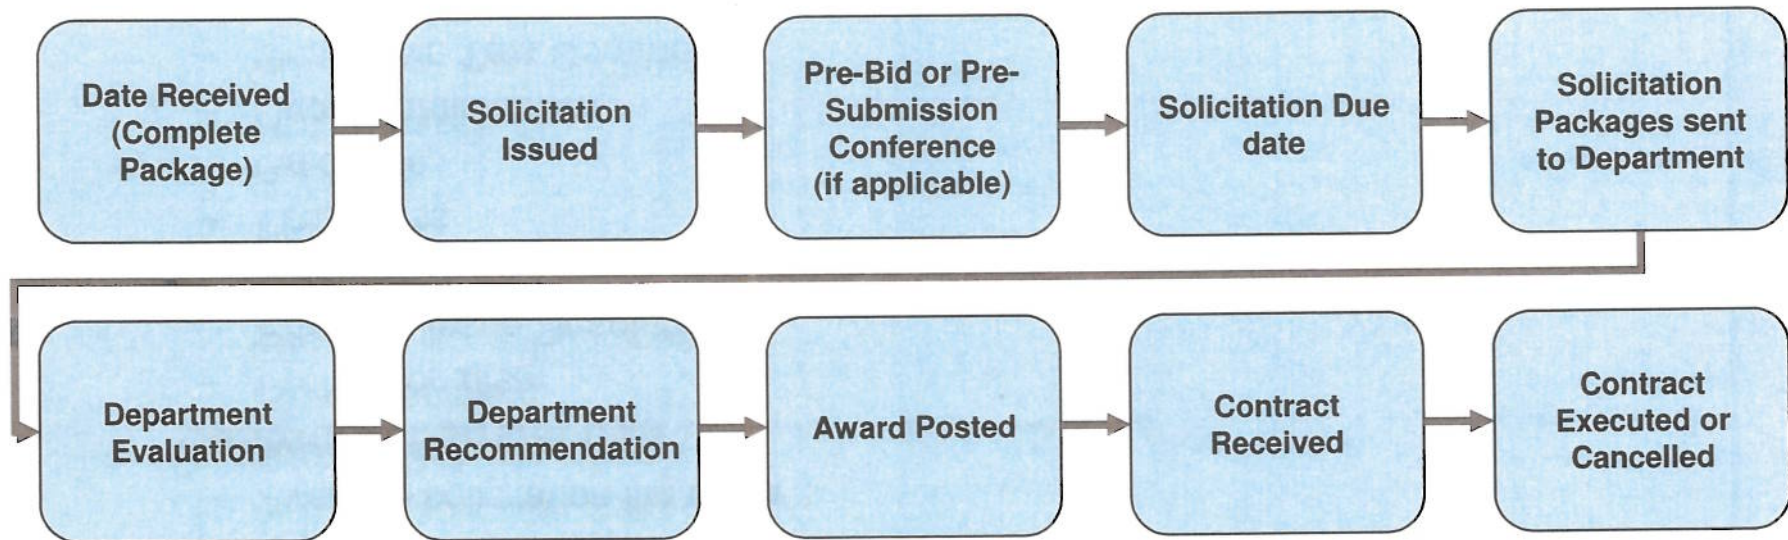 Date Received
(Complete
Package)
Solicitation
Issued
Pre-Bid or Pre-
Submission
Conference
(if applicable)
Solicitation Due
date
Solicitation
Packages sent
to Department
Department
Evaluation
Department
Recommendation
Award Posted
Contract
Received
Contract
Executed or
Cancelled